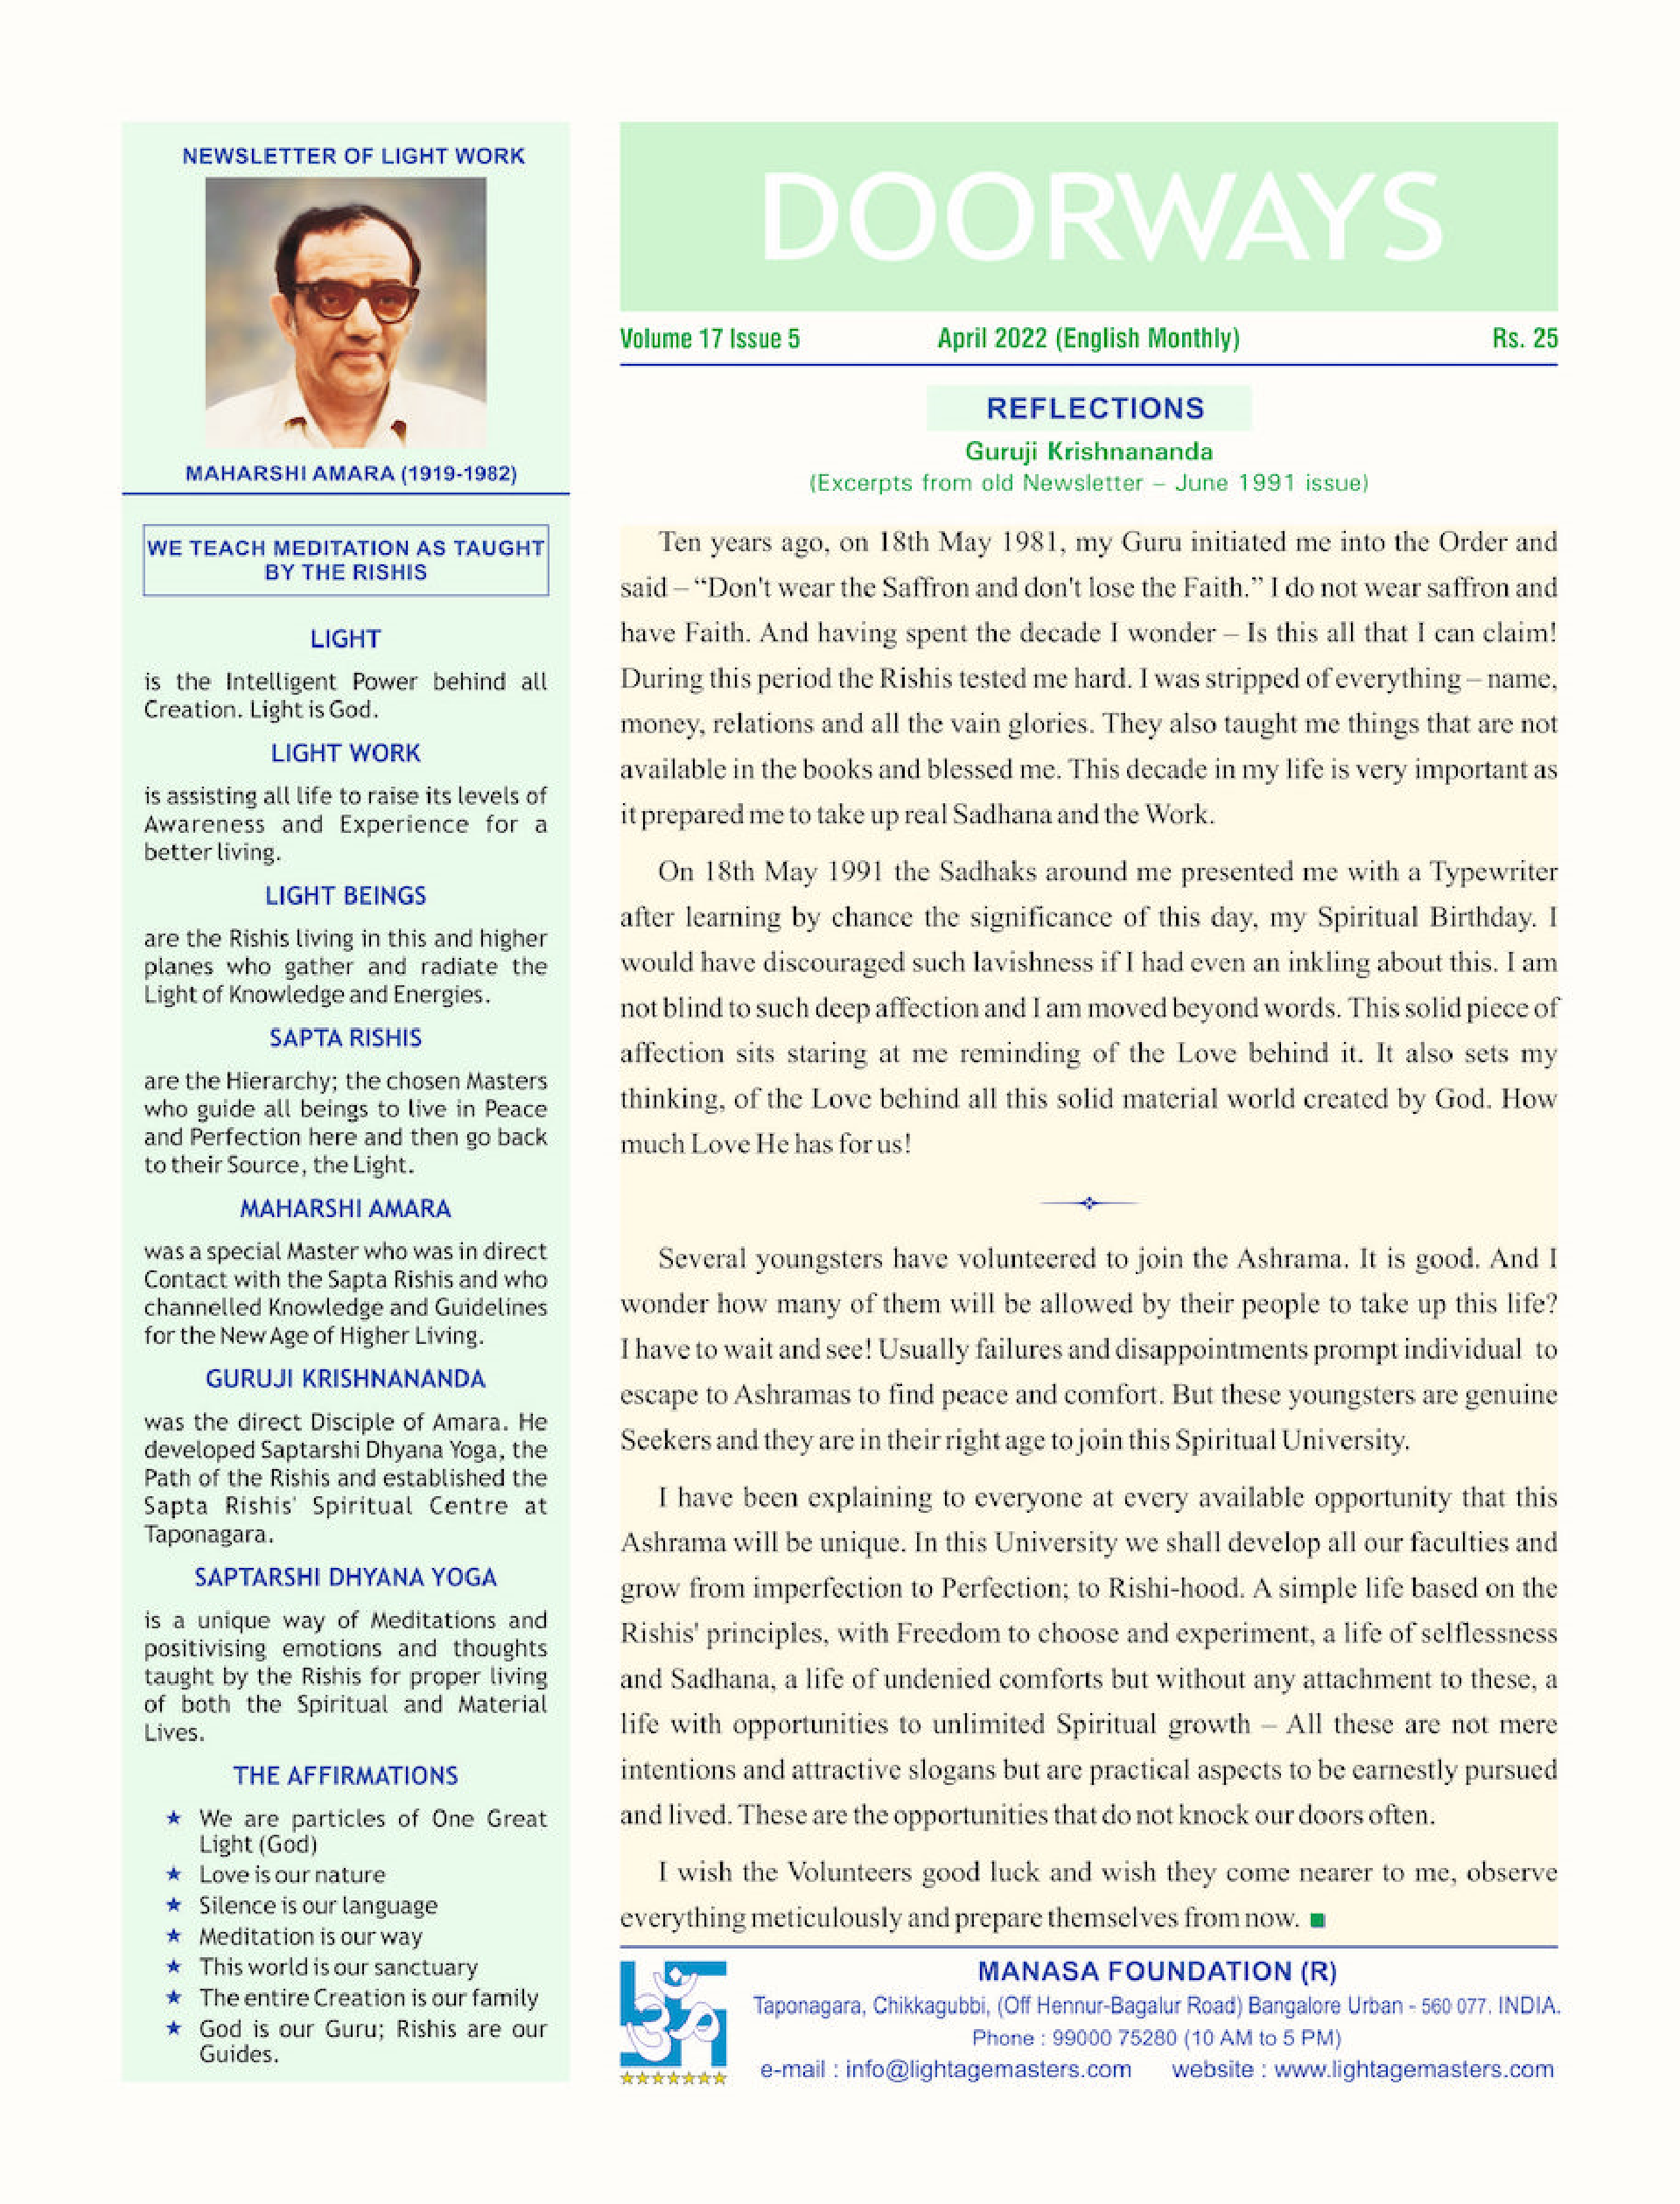 NEWSLETTER OF LIGHT WORK
MAHARSHI AMARA (1919-1982)
WE TEACH MEDITATION AS TAUGHT
BY THE RISHIS
LIGHT
is the Intelligent Power behind all
Creation. Light is God.
LIGHT WORK
is assisting all life to raise its levels of
Awareness and Experience for a
better living.
LIGHT BEINGS
are the Rishis living in this and higher
planes who gather and radiate the
Light of Knowledge and Energies.
SAPTA RISHIS
are the Hierarchy; the chosen Masters
who guide all beings to live in Peace
and Perfection here and then go back
to their Source, the Light.
MAHARSHI AMARA
was a special Master who was in direct
Contact with the Sapta Rishis and who
channelled Knowledge and Guidelines
for the New Age of Higher Living.
GURUJI KRISHNANANDA
was the direct Disciple of Amara. He
developed Saptarshi Dhyana Yoga, the
Path of the Rishis and established the
Sapta Rishis' Spiritual Centre at
Taponagara.
SAPTARSHI DHYANA YOGA
is a unique way of Meditations and
positivising emotions and thoughts
taught by the Rishis for proper living
of both the Spiritual and Material
Lives.
THE AFFIRMATIONS
★ We are particles of One Great
Light (God)
★ Love is our nature
★ Silence is our language
★ Meditation is our way
★ This world is our sanctuary
★ The entire Creation is our family
★ God is our Guru; Rishis are our
Guides.
DOORWAYS
Volume 17 Issue 5 April 2022 (English Monthly) Rs. 25
REFLECTIONS
Guruji Krishnananda
(Excerpts from old Newsletter – June 1991 issue)
Ten years ago, on 18th May 1981, my Guru initiated me into the Order and
said – “Don't wear the Saffron and don't lose the Faith.” I do not wear saffron and
have Faith. And having spent the decade I wonder – Is this all that I can claim!
During this period the Rishis tested me hard. I was stripped of everything – name,
money, relations and all the vain glories. They also taught me things that are not
available in the books and blessed me. This decade in my life is very important as
it prepared me to take up real Sadhana and the Work.
On 18th May 1991 the Sadhaks around me presented me with a Typewriter
after learning by chance the significance of this day, my Spiritual Birthday. I
would have discouraged such lavishness if I had even an inkling about this. I am
not blind to such deep affection and I am moved beyond words. This solid piece of
affection sits staring at me reminding of the Love behind it. It also sets my
thinking, of the Love behind all this solid material world created by God. How
much Love He has for us!
Several youngsters have volunteered to join the Ashrama. It is good. And I
wonder how many of them will be allowed by their people to take up this life?
I have to wait and see! Usually failures and disappointments prompt individual to
escape to Ashramas to find peace and comfort. But these youngsters are genuine
Seekers and they are in their right age to join this Spiritual University.
I have been explaining to everyone at every available opportunity that this
Ashrama will be unique. In this University we shall develop all our faculties and
grow from imperfection to Perfection; to Rishi-hood. A simple life based on the
Rishis' principles, with Freedom to choose and experiment, a life of selflessness
and Sadhana, a life of undenied comforts but without any attachment to these, a
life with opportunities to unlimited Spiritual growth – All these are not mere
intentions and attractive slogans but are practical aspects to be earnestly pursued
and lived. These are the opportunities that do not knock our doors often.
I wish the Volunteers good luck and wish they come nearer to me, observe
everything meticulously and prepare themselves from now.
MANASA FOUNDATION (R)
Taponagara, Chikkagubbi, (Off Hennur-Bagalur Road) Bangalore Urban - 560 077. INDIA.
Phone : 99000 75280 (10 AM to 5 PM)
e-mail : info@lightagemasters.com website : www.lightagemasters.com